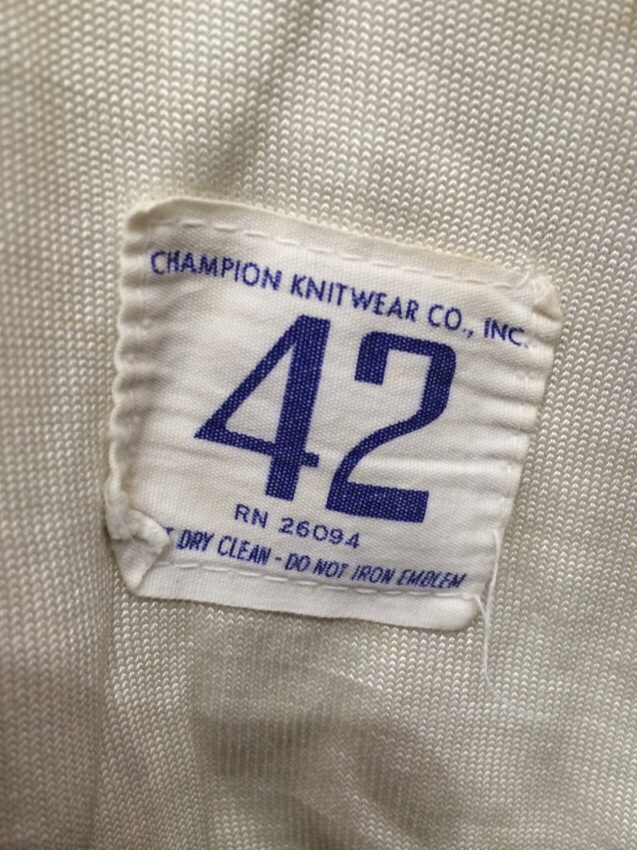 CHAMPION KNITWEAR CO., INC.
42
RN 26094
DRY CLEAN - DO NOT IRON EMBLEM